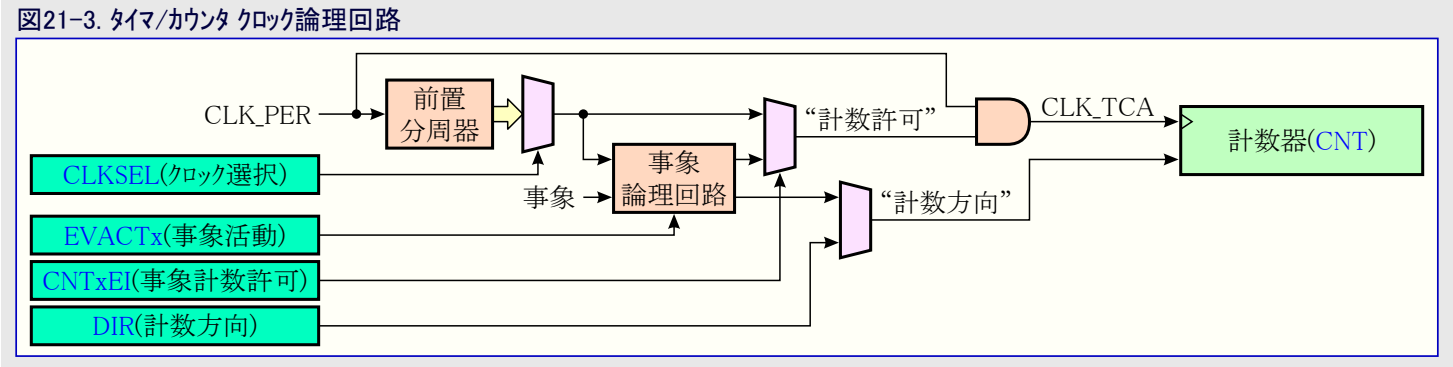 図21-3. タイマ/カウンタ クロック論理回路
CLK_PER
前置
分周器
"計数許可"
CLK_TCA
計数器(CNT)
CLKSEL(クロック選択)
事象
論理回路
事象
"計数方向"
EVACTx(事象活動)
CNTxEI(事象計数許可)
DIR(計数方向)